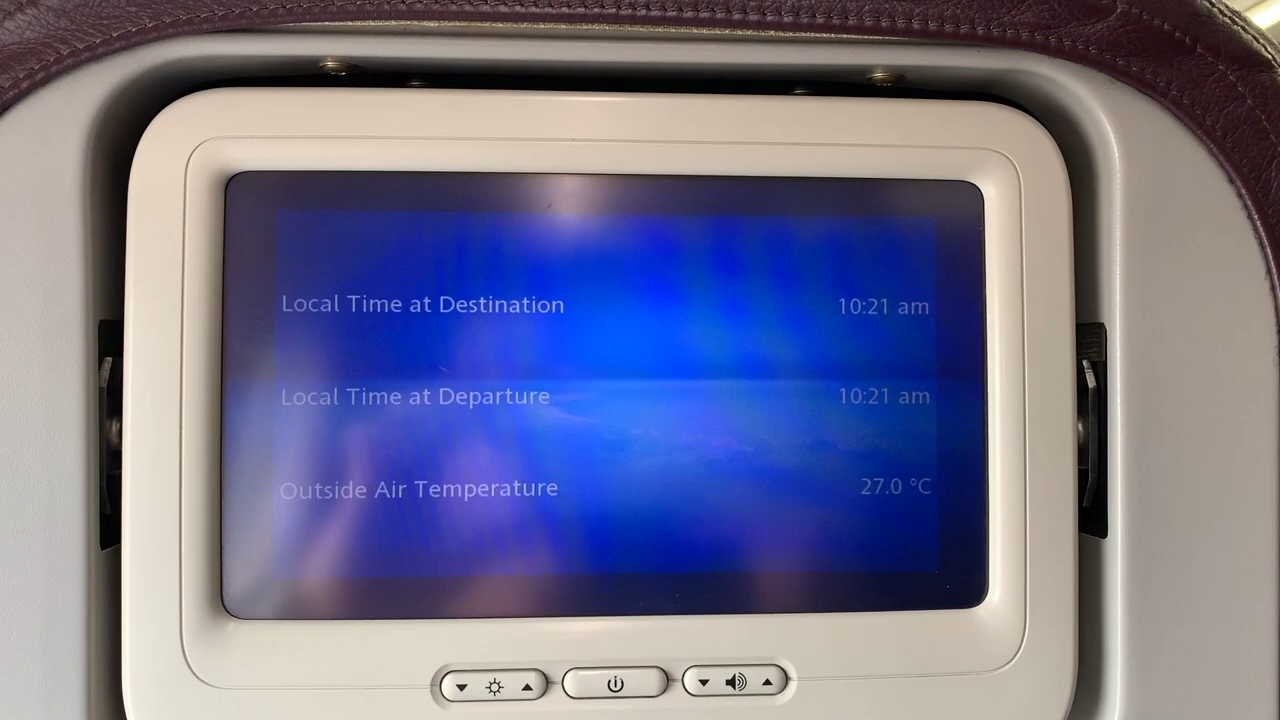 Local Time at Destination 10:21 am
Local Time at Departure 10:21 am
Outside Air Temperature 27.0 °C